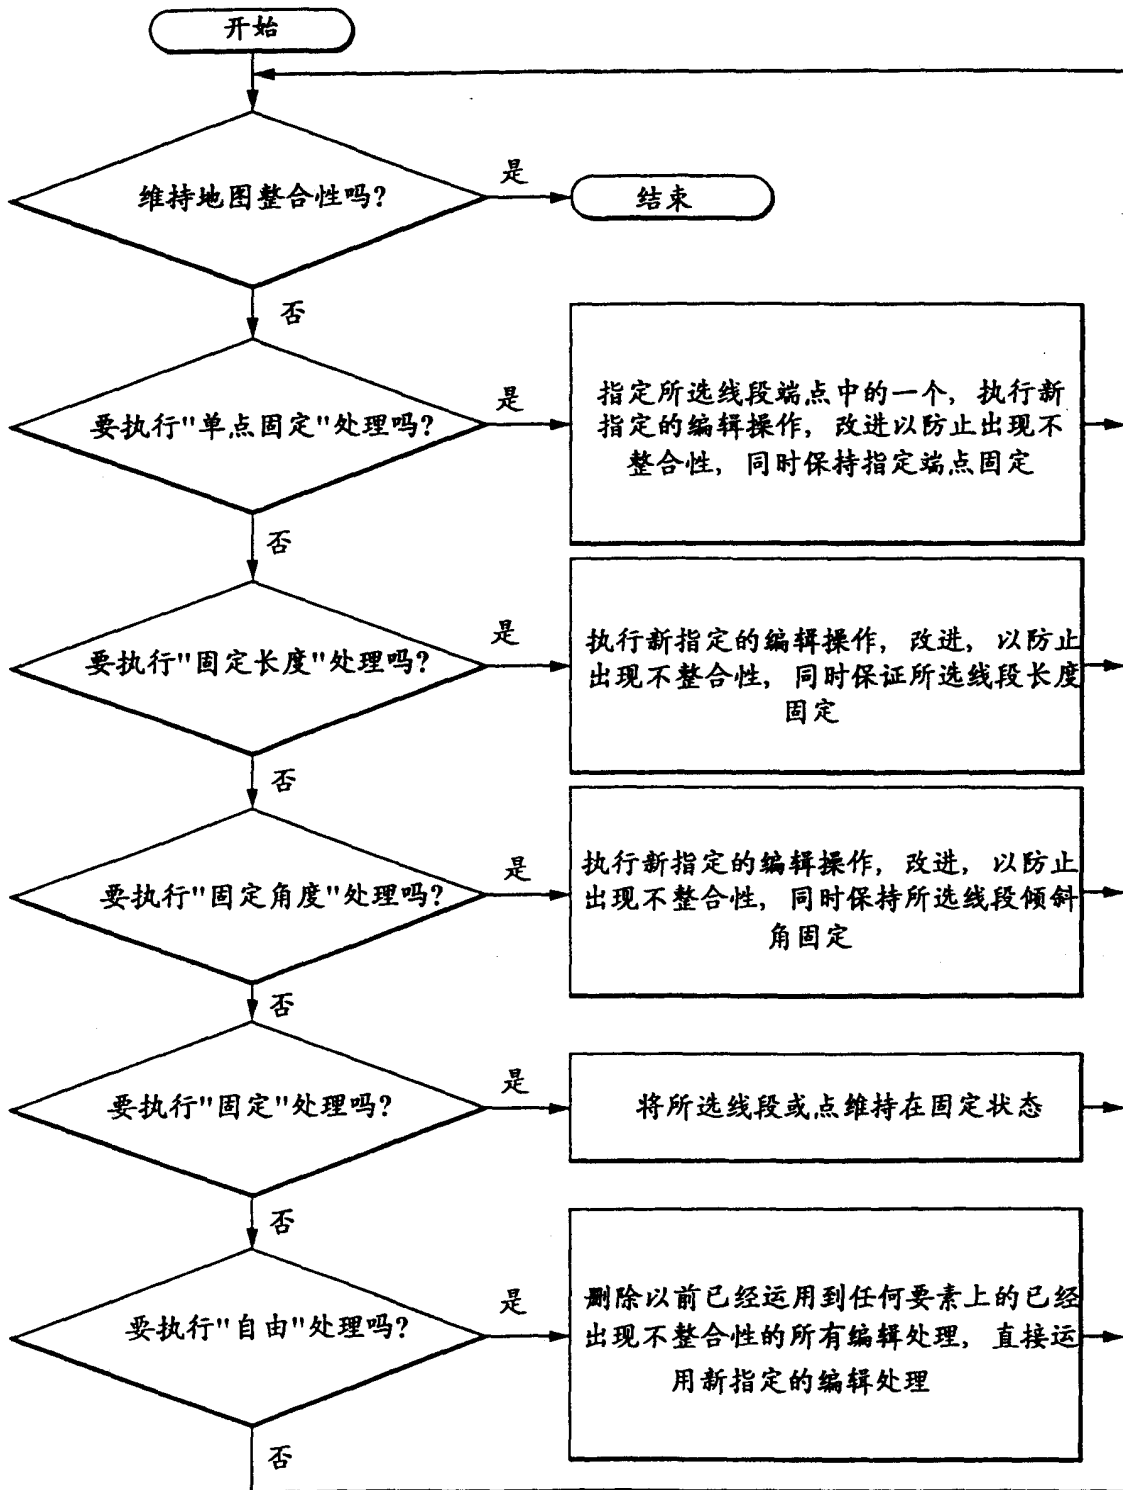 开始
维持地图整合性吗?
是
结束
否
要执行"单点固定"处理吗?
是
指定所选线段端点中的一个, 执行新
指定的编辑操作, 改进以防止出现不
整合性, 同时保持指定端点固定
否
要执行"固定长度"处理吗?
是
执行新指定的编辑操作, 改进, 以防止
出现不整合性, 同时保证所选线段长度
固定
否
要执行"固定角度"处理吗?
是
执行新指定的编辑操作, 改进, 以防止
出现不整合性, 同时保持所选线段倾斜
角固定
否
要执行"固定"处理吗?
是
将所选线段或点维持在固定状态
否
要执行"自由"处理吗?
是
删除以前已经运用到任何要素上的已经
出现不整合性的所有编辑处理, 直接运
用新指定的编辑处理
否